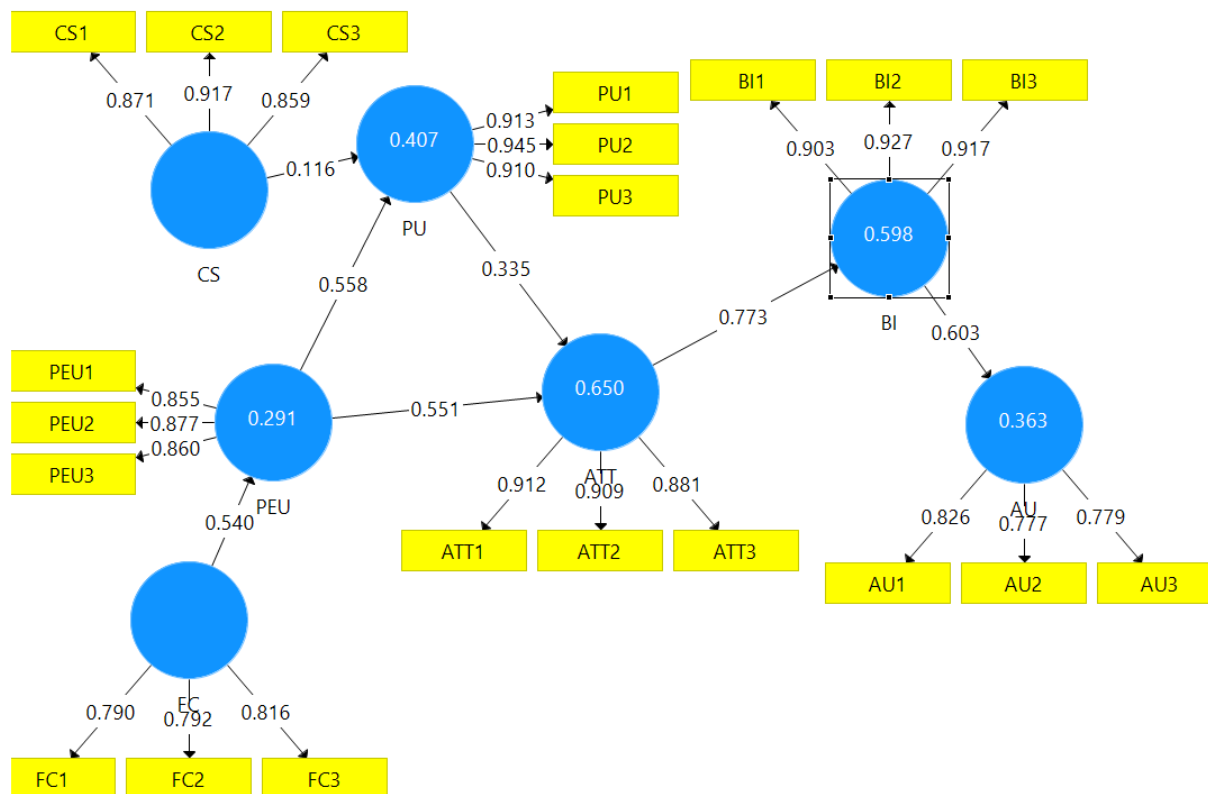 CS1
CS2
CS3
0.871
0.917
0.859
CS
0.116
0.407
PU
0.913
0.945
0.910
PU1
PU2
PU3
BI1
BI2
BI3
0.903
0.927
0.917
0.598
BI
0.558
0.335
0.773
0.603
PEU1
PEU2
PEU3
0.855
0.877
0.860
0.291
PEU
0.551
0.650
ATT
0.912
0.909
0.881
ATT1
ATT2
ATT3
0.363
AU
0.826
0.777
0.779
AU1
AU2
AU3
0.540
FC
0.790
0.792
0.816
FC1
FC2
FC3